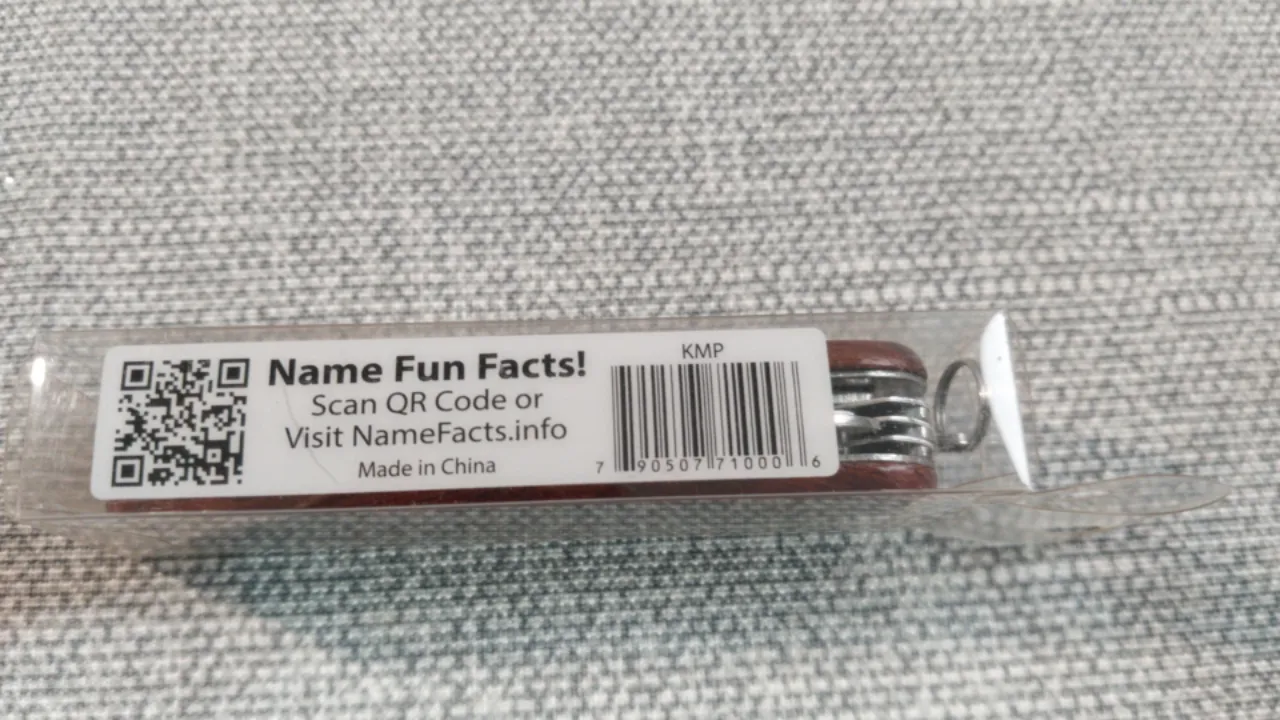 Name Fun Facts!
Scan QR Code or
Visit NameFacts.info
Made in China
KMP
7 90507 71000 6